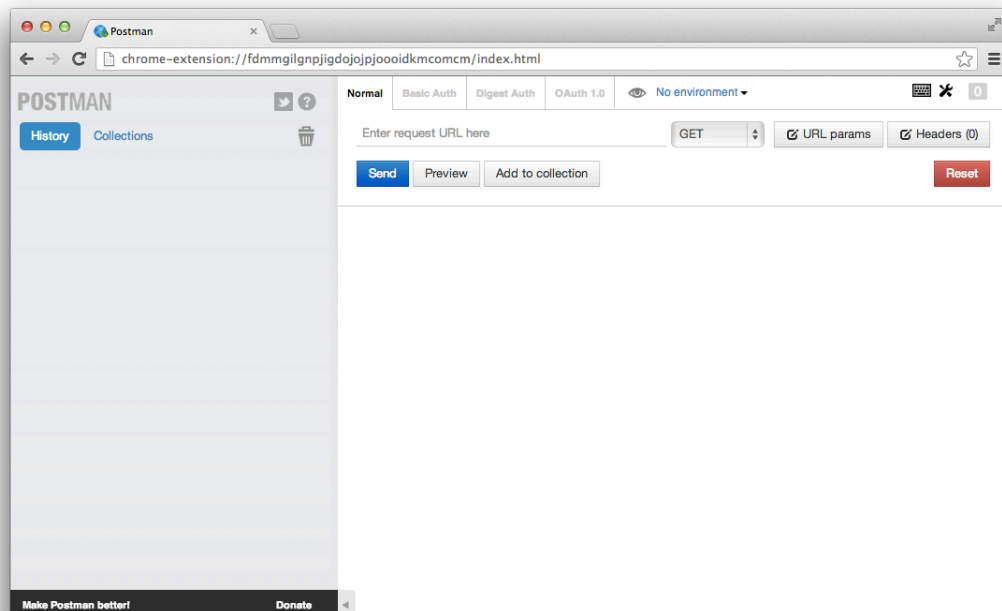 Postman
chrome-extension://fdmmgilgnpjigdojojpjoooidkmcomcm/index.html
POSTMAN
History
Collections
Normal
Basic Auth
Digest Auth
OAuth 1.0
No environment
0
Enter request URL here
GET
URL params
Headers (0)
Send
Preview
Add to collection
Reset
Make Postman better!
Donate